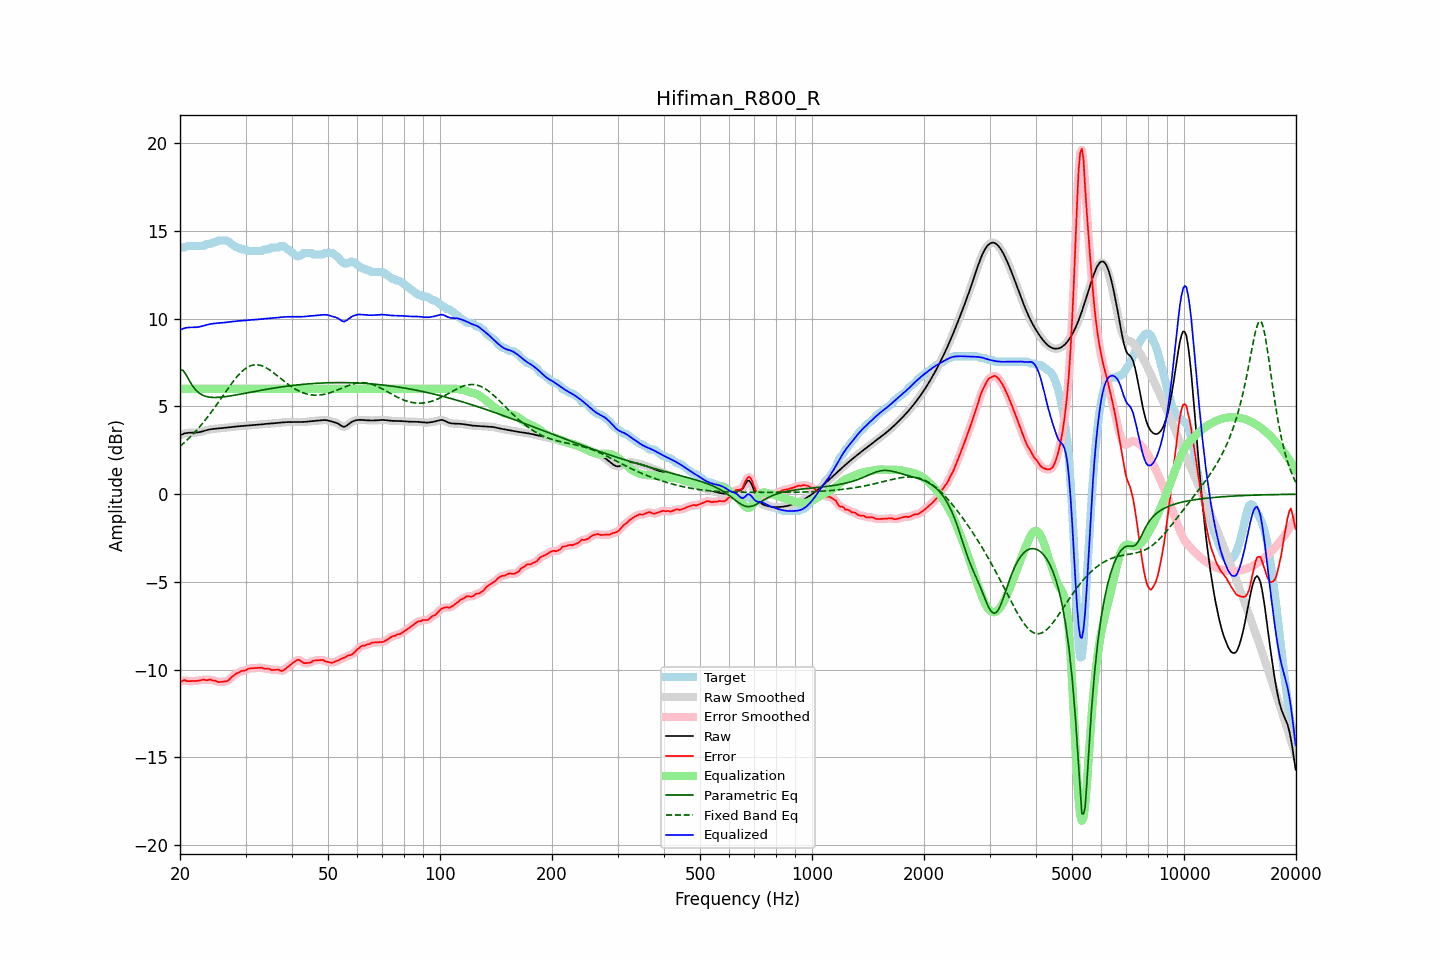 Hifiman_R800_R
Amplitude (dBr)
20
15
10
5
0
−5
−10
−15
−20
Target
Raw Smoothed
Error Smoothed
Raw
Error
Equalization
Parametric Eq
Fixed Band Eq
Equalized
20
50
100
200
500
1000
2000
5000
10000
20000
Frequency (Hz)